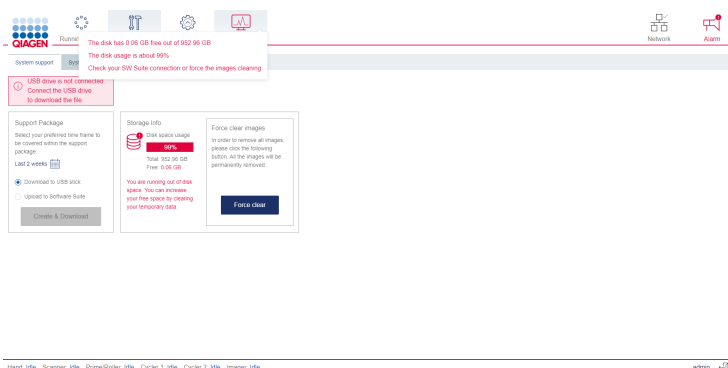 QIAGEN
Network
Alarm
The disk has 0.06 GB free out of 952.96 GB
The disk usage is about 99%
Check your SW Suite connection or force the images cleaning
System support
USB drive is not connected.
Connect the USB drive
to download the file.
Support Package
Select your preferred time frame to
be covered within the support
package:
Last 2 weeks
Download to USB stick
Upload to Software Suite
Create & Download
Storage Info
Disk space usage
99%
Total: 952.96 GB
Free: 0.06 GB
You are running out of disk
space. You can increase
your free space by clearing
your temporary data.
Force clear images
In order to remove all images,
please click the following
button. All the images will be
permanently removed.
Force clear
Hand: Idle Scanner: Idle Prime/Roller: Idle Cycler 1: Idle Cycler 2: Idle Imager: Idle
admin